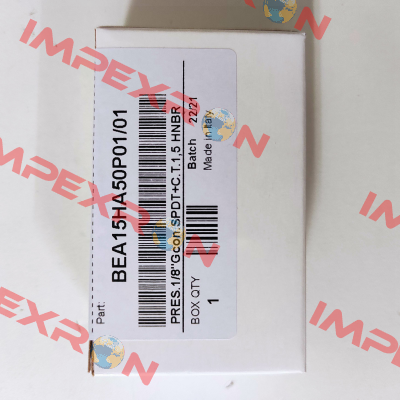 IMPEXRON
IMPEXRON
IMPEXRON
Part:
BEA15HA50P01/01
PRES.1/8"Gcon.SPDT+C.T.1,5 HNBR
Batch 22/21
Made in Italy
BOX QTY
1